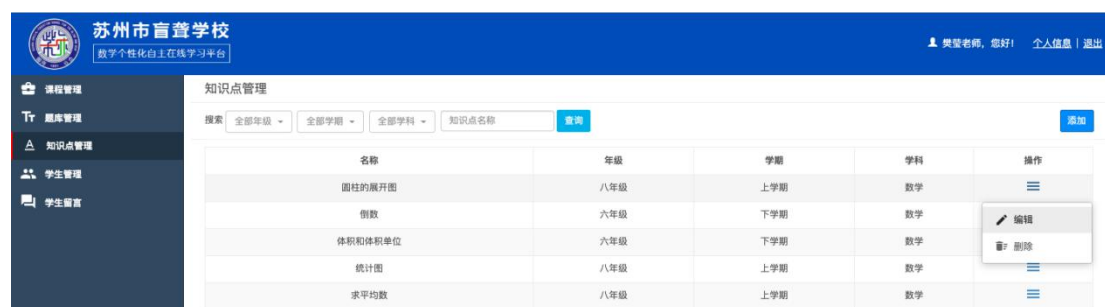 苏州市盲聋学校
数学个性化自主在线学习平台
樊莹老师，您好! 个人信息 | 退出
课程管理
题库管理
知识点管理
学生管理
学生留言
知识点管理
搜索 全部年级 全部学期 全部学科 知识点名称 查询 添加
名称 年级 学期 学科 操作
圆柱的展开图 八年级 上学期 数学
倒数 六年级 下学期 数学
编辑
体积和体积单位 六年级 下学期 数学
删除
统计图 八年级 上学期 数学
求平均数 八年级 上学期 数学